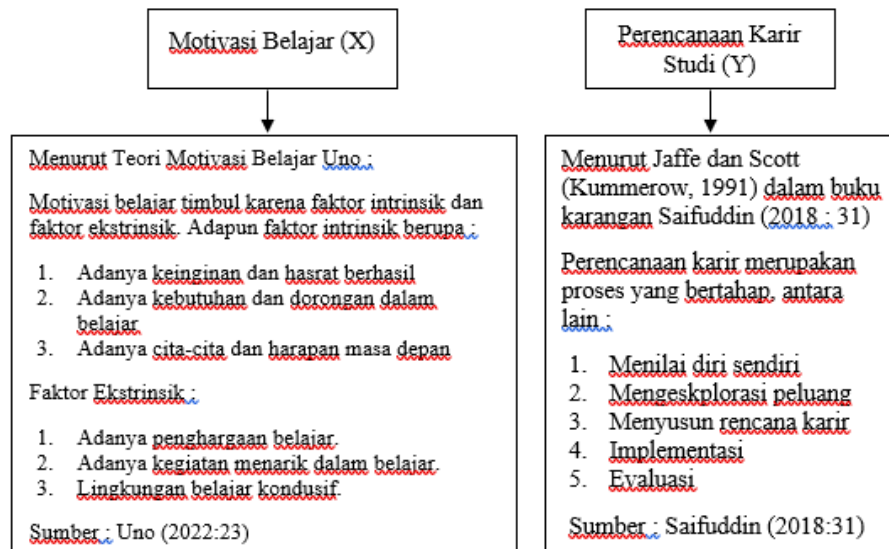 Motivasi Belajar (X)
Menurut Teori Motivasi Belajar Uno :
Motivasi belajar timbul karena faktor intrinsik dan
faktor ekstrinsik. Adapun faktor intrinsik berupa :
1. Adanya keinginan dan hasrat berhasil
2. Adanya kebutuhan dan dorongan dalam
belajar
3. Adanya cita-cita dan harapan masa depan
Faktor Ekstrinsik :
1. Adanya penghargaan belajar.
2. Adanya kegiatan menarik dalam belajar.
3. Lingkungan belajar kondusif.
Sumber : Uno (2022:23)
Perencanaan Karir
Studi (Y)
Menurut Jaffe dan Scott
(Kummerow, 1991) dalam buku
karangan Saifuddin (2018 : 31)
Perencanaan karir merupakan
proses yang bertahap, antara
lain :
1. Menilai diri sendiri
2. Mengeskplorasi peluang
3. Menyusun rencana karir
4. Implementasi
5. Evaluasi
Sumber : Saifuddin (2018:31)